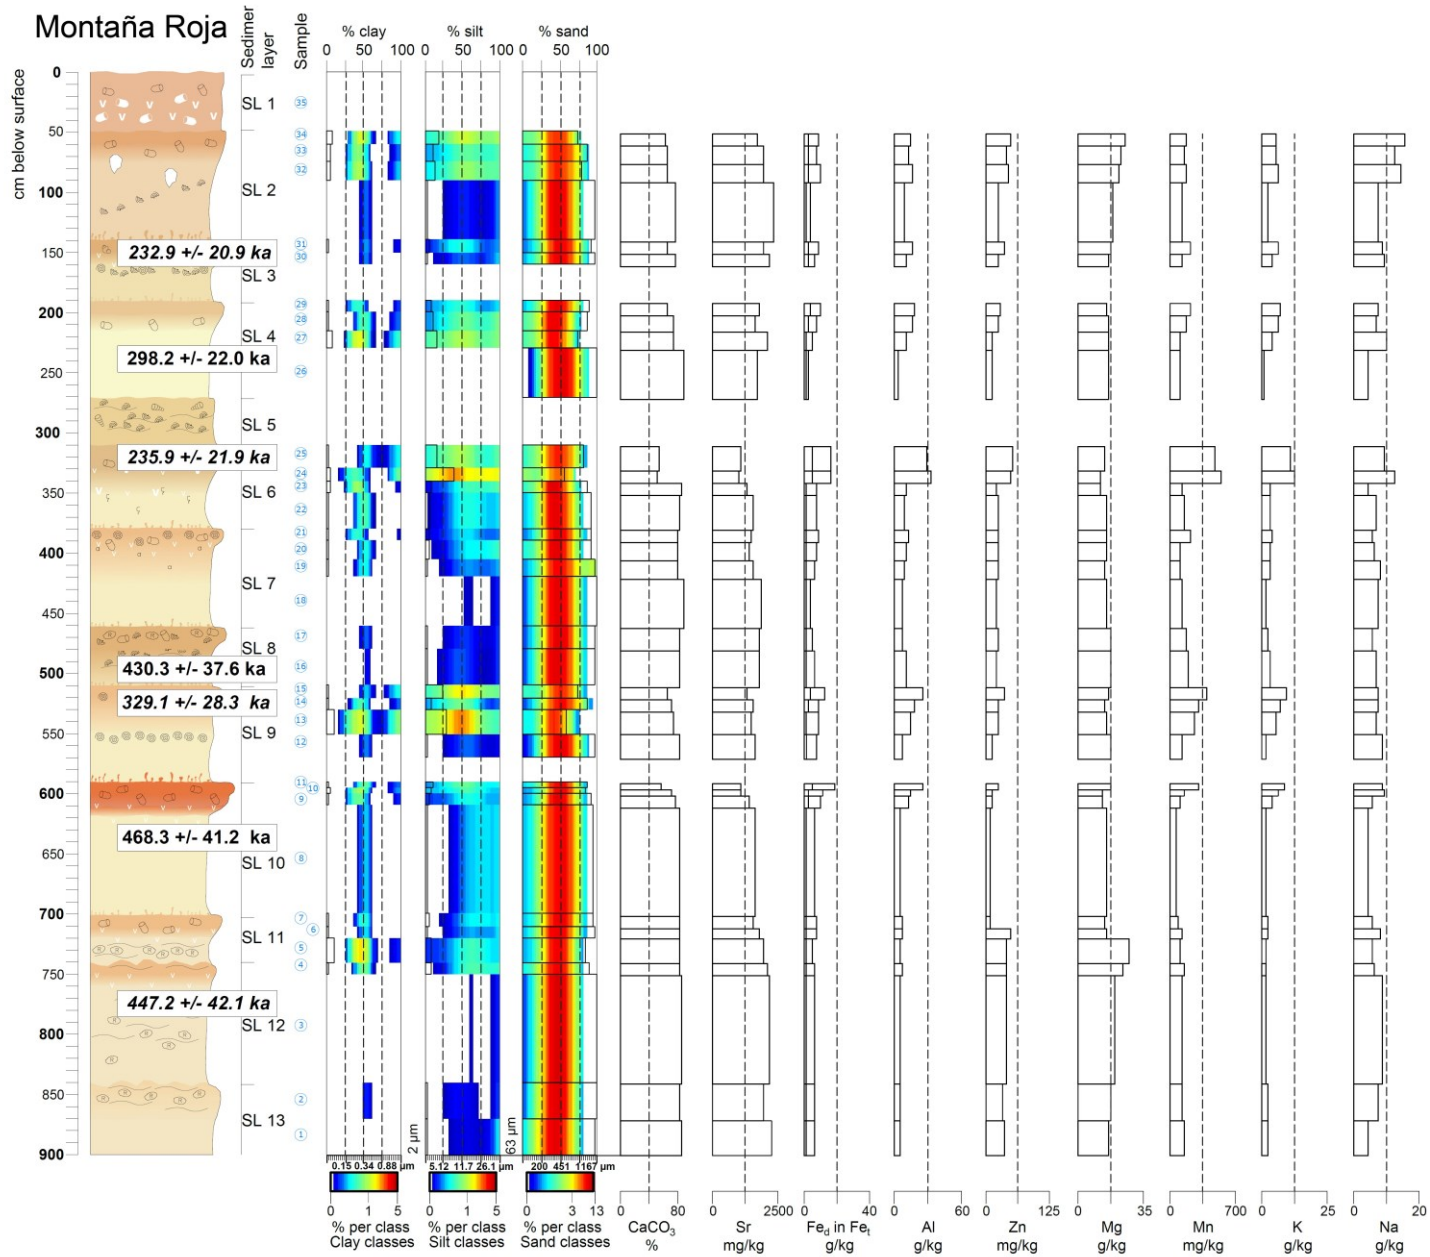 Montaña Roja
Sedimer
layer
Sample
% clay
% silt
% sand
0 50 100
0 50 100
0 50 100
cm below surface
0
50
100
150
200
250
300
350
400
450
500
550
600
650
700
750
800
850
900
SL 1
SL 2
SL 3
SL 4
SL 5
SL 6
SL 7
SL 8
SL 9
SL 10
SL 11
SL 12
SL 13
232.9 +/- 20.9 ka
298.2 +/- 22.0 ka
235.9 +/- 21.9 ka
430.3 +/- 37.6 ka
329.1 +/- 28.3 ka
468.3 +/- 41.2 ka
447.2 +/- 42.1 ka
35
34
33
32
31
30
29
28
27
26
25
24
23
22
21
20
19
18
17
16
15
14
13
12
11
10
9
8
7
6
5
4
3
2
1
2 µm
63 µm
0.15 0.34 0.88 µm
5.12 11.7 26.1 µm
200 451 1167 µm
0 1 5
0 1 5
0 3 13
% per class
Clay classes
% per class
Silt classes
% per class
Sand classes
0 80
CaCO₃
%
0 2500
Sr
mg/kg
0 40
Fed in Fet
g/kg
0 60
Al
g/kg
0 125
Zn
mg/kg
0 35
Mg
g/kg
0 700
Mn
mg/kg
0 25
K
g/kg
0 20
Na
g/kg